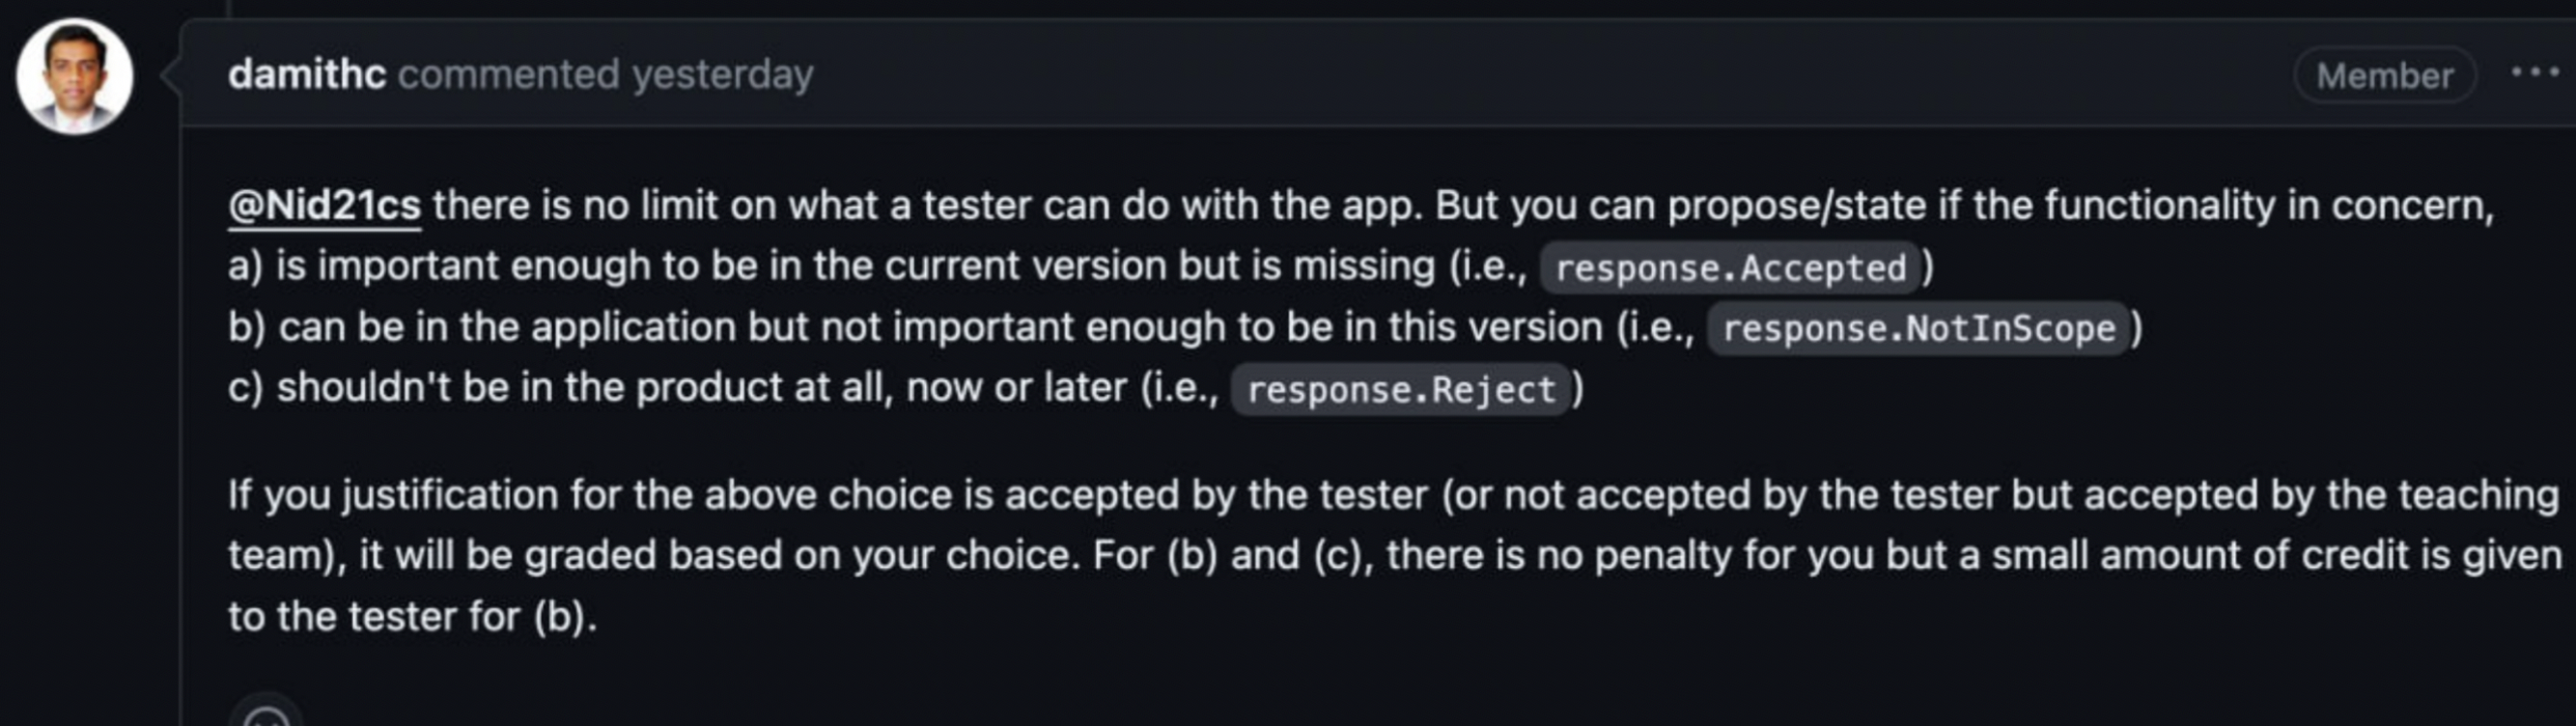 damithc commented yesterday
Member
@Nid21cs there is no limit on what a tester can do with the app. But you can propose/state if the functionality in concern,
a) is important enough to be in the current version but is missing (i.e., response.Accepted)
b) can be in the application but not important enough to be in this version (i.e., response.NotInScope)
c) shouldn't be in the product at all, now or later (i.e., response.Reject)
If you justification for the above choice is accepted by the tester (or not accepted by the tester but accepted by the teaching
team), it will be graded based on your choice. For (b) and (c), there is no penalty for you but a small amount of credit is given
to the tester for (b).